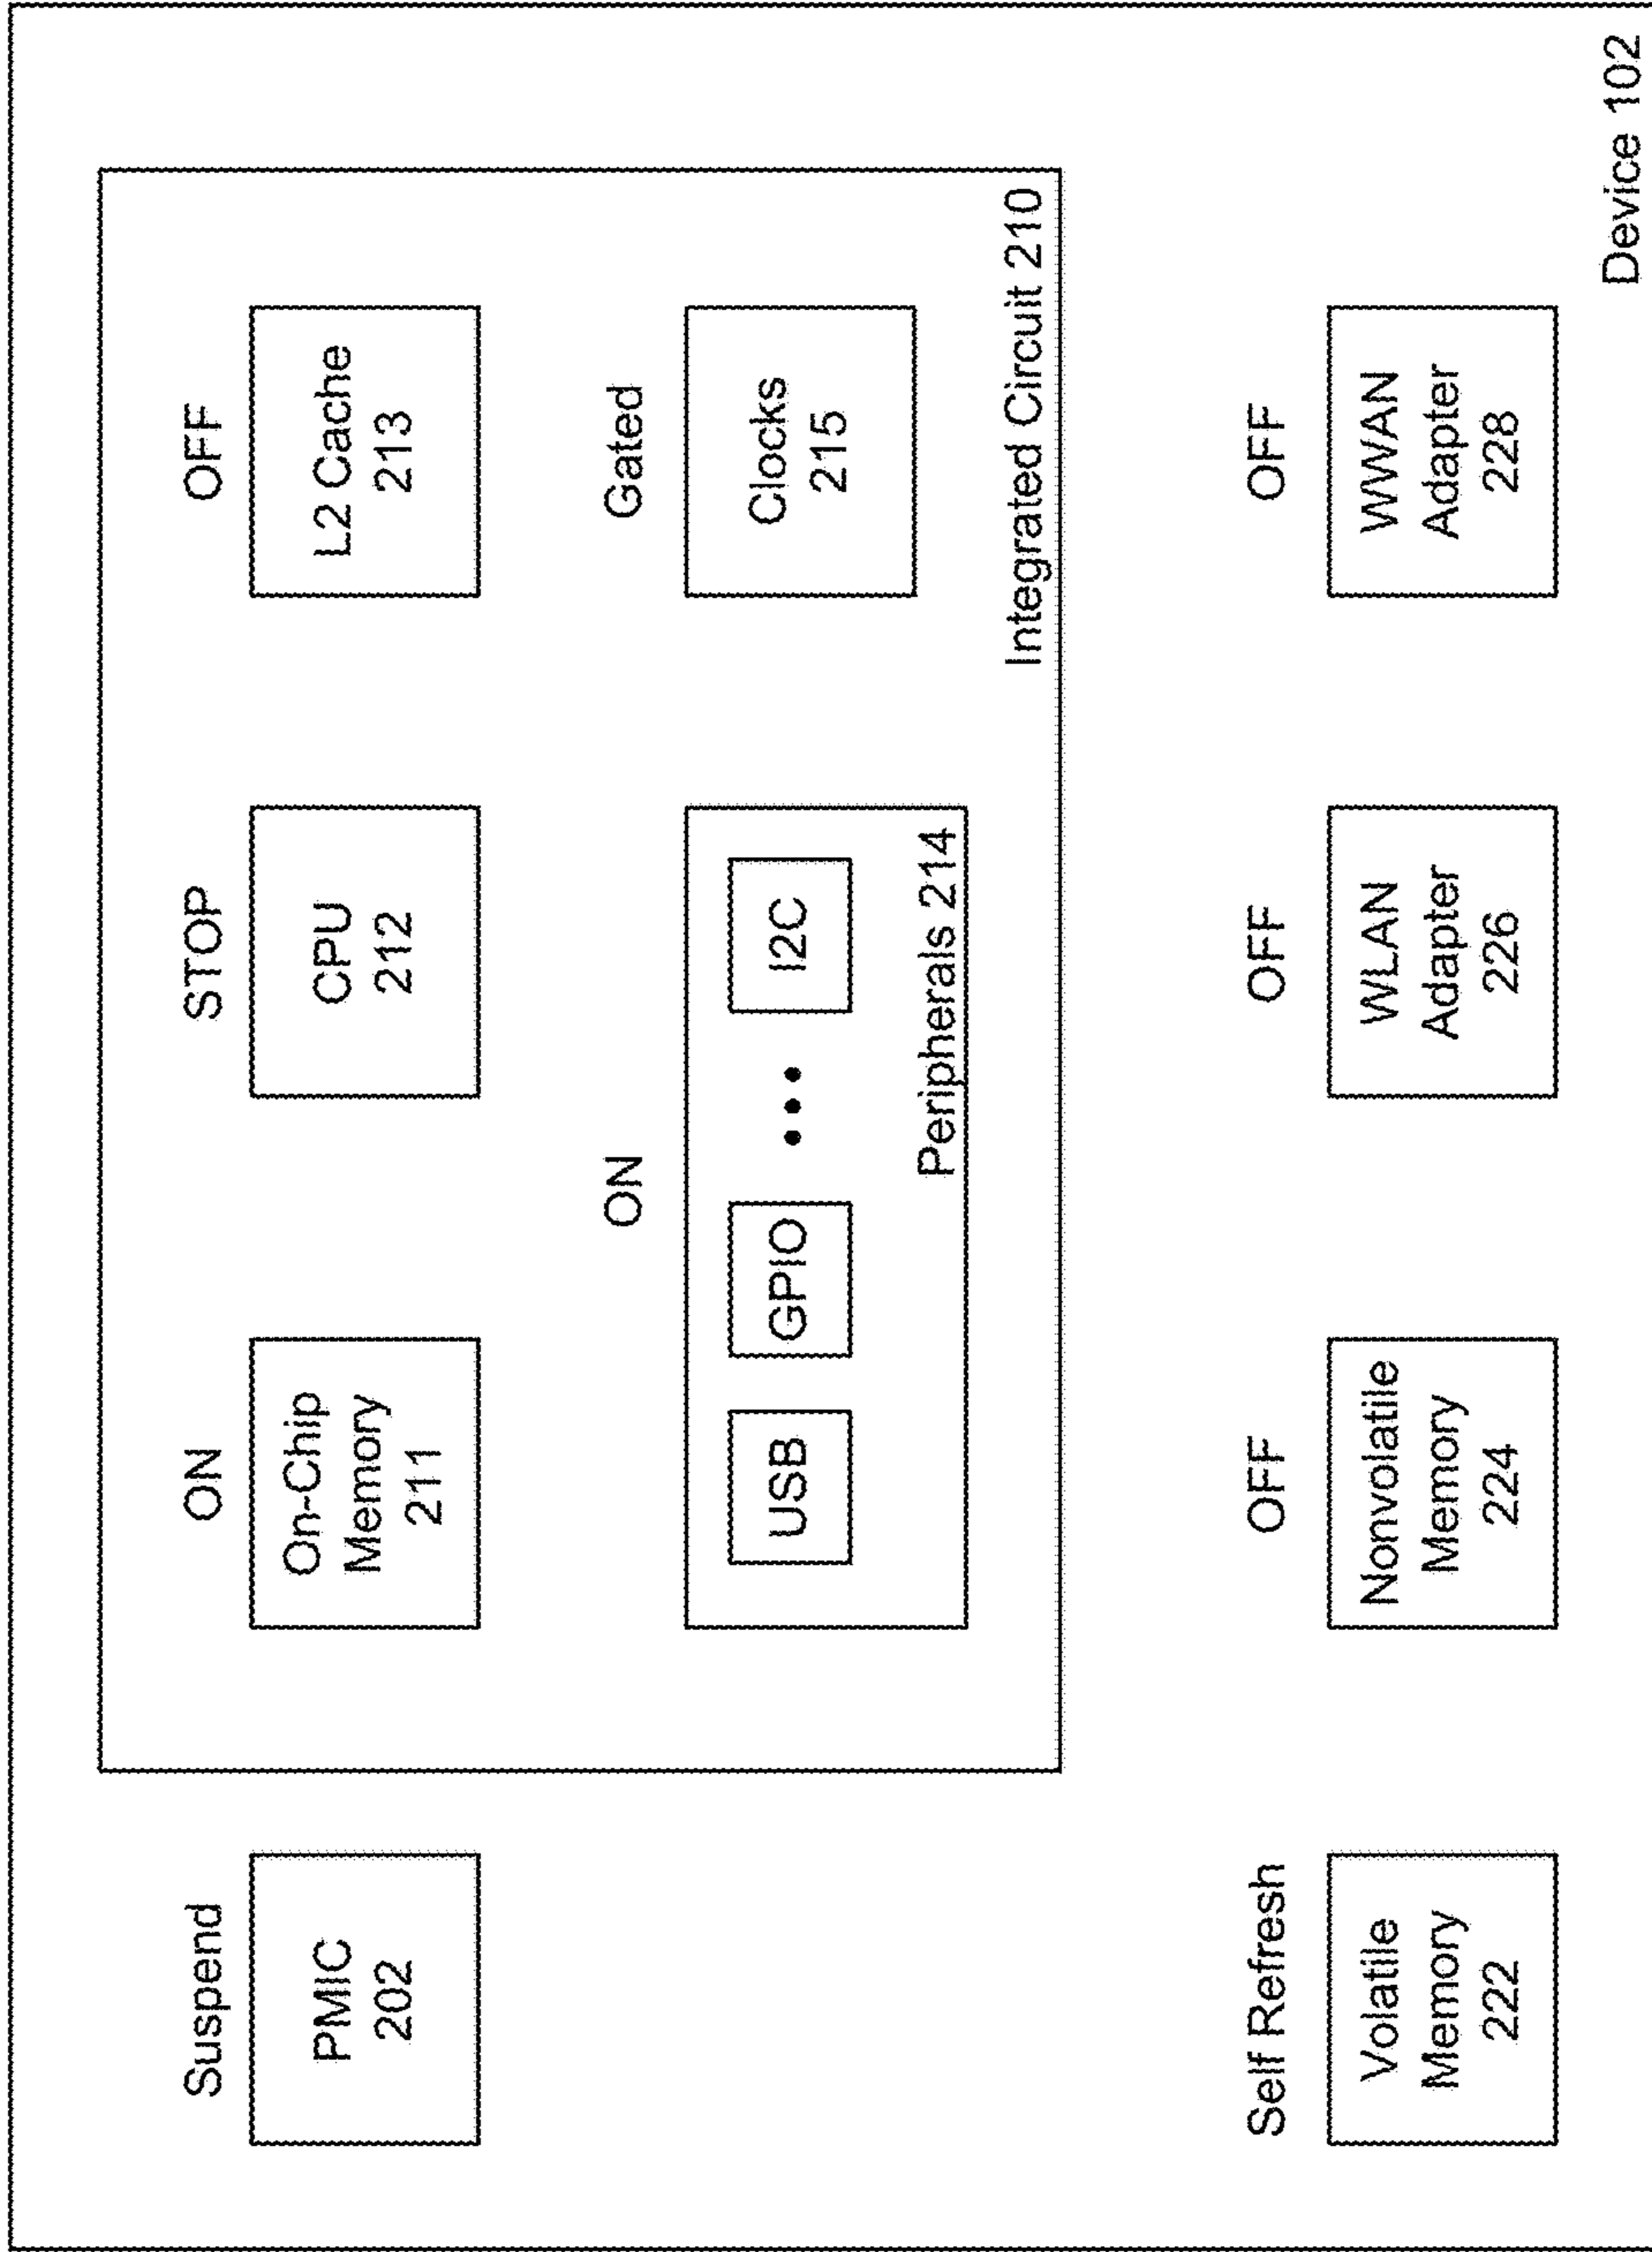 Suspend
PMIC
202
ON
On-Chip
Memory
211
STOP
CPU
212
OFF
L2 Cache
213
ON
USB
GPIO
I2C
Peripherals 214
Gated
Clocks
215
Integrated Circuit 210
Self Refresh
Volatile
Memory
222
OFF
Nonvolatile
Memory
224
OFF
WLAN
Adapter
226
OFF
WWAN
Adapter
228
Device 102